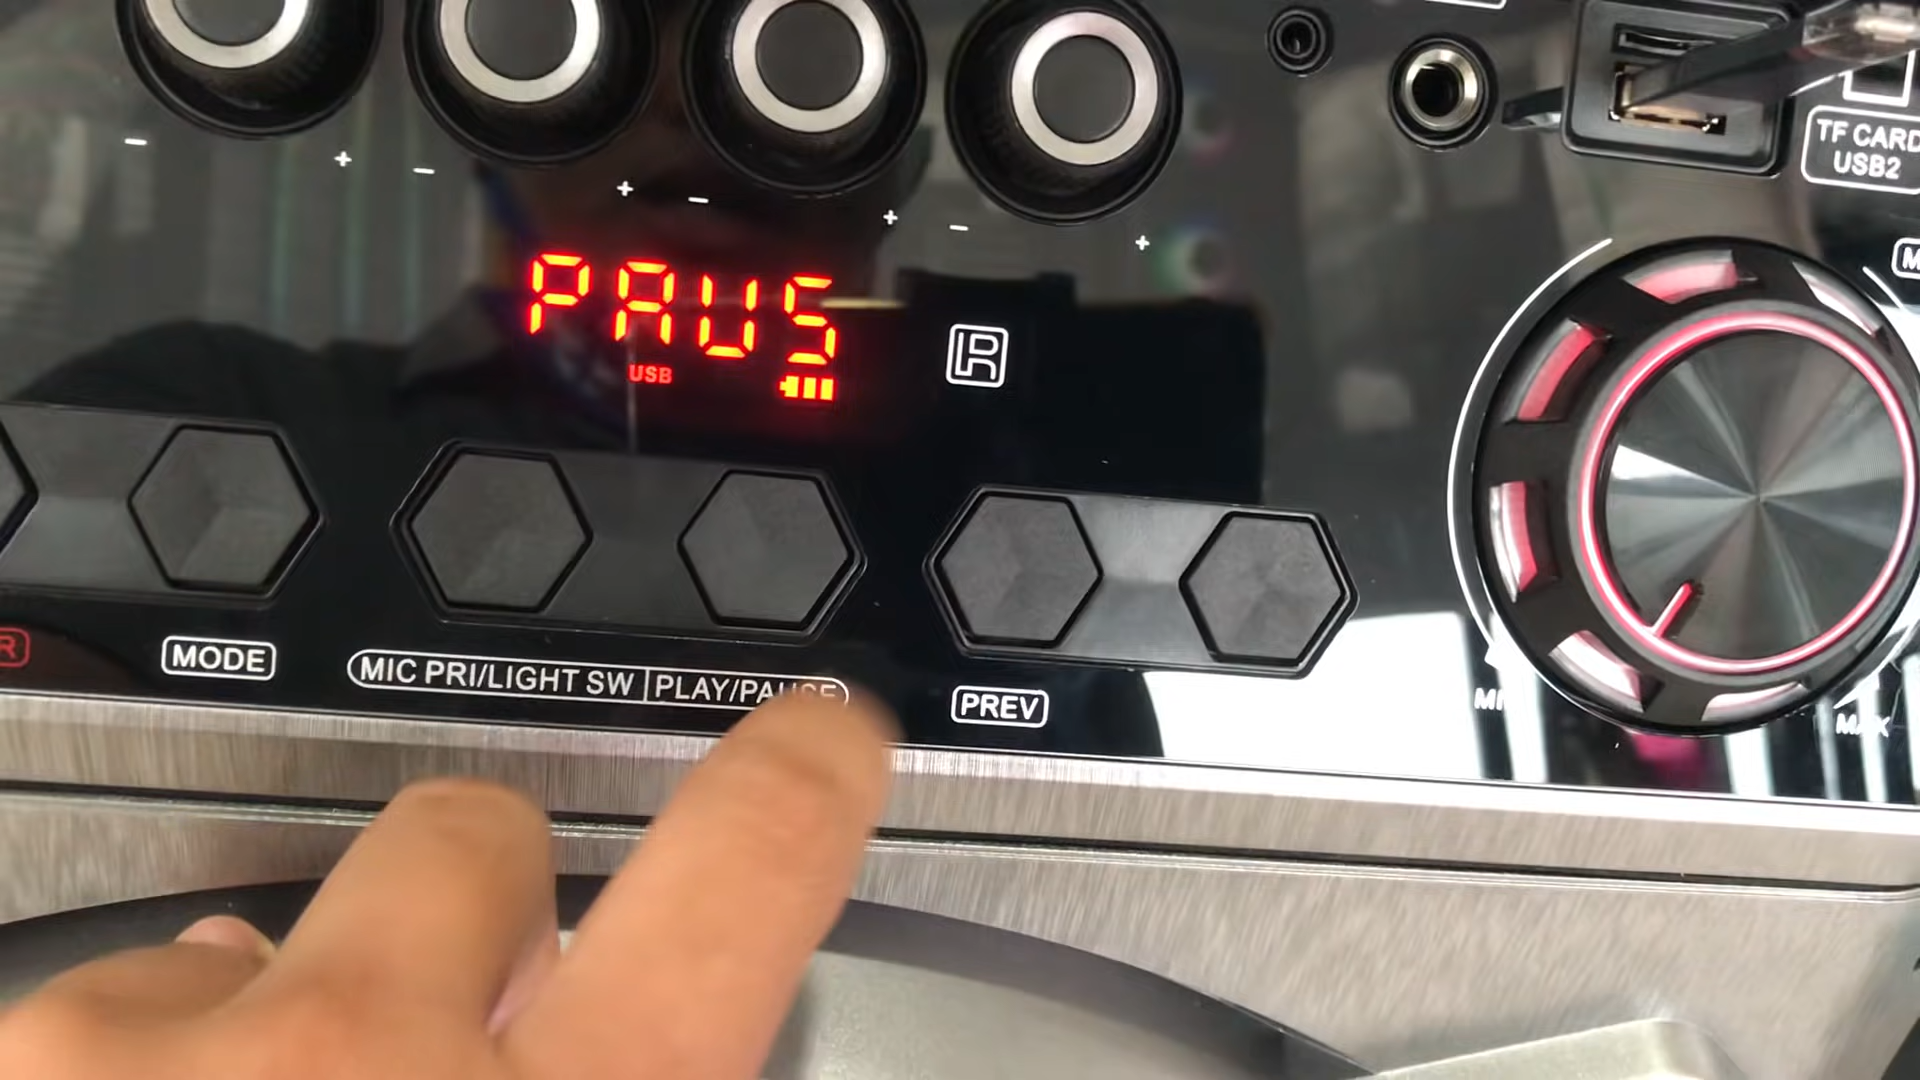 TF CARD
USB2
PAUS
USB
R
MODE
MIC PRI/LIGHT SW PLAY/PAUSE
PREV
MAX